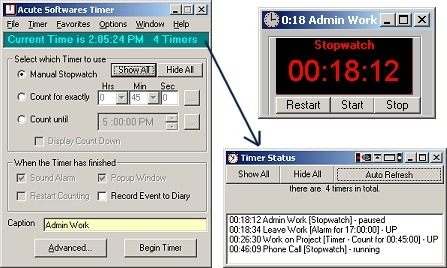 Acute Softwares Timer
File Timer Favorites Options Window Help
Current Time is 2:05:24 PM 4 Timers
Select which Timer to use
Manual Stopwatch Show All Hide All
Hrs Min Sec
Count for exactly 0 45 0 ...
Count until 5 :00:00 PM ...
Display Count Down
When the Timer has finished
Sound Alarm Popup Window
Restart Counting Record Event to Diary
Caption Admin Work
Advanced... Begin Timer
0:18 Admin Work
Stopwatch
00:18:12
Restart Start Stop
Timer Status
Show All Hide All Auto Refresh
there are 4 timers in total.
00:18:12 Admin Work [Stopwatch] - paused
00:18:34 Leave Work [Alarm for 17:00:00] - UP
00:26:30 Work on Project [Timer - Count for 00:45:00] - UP
00:46:09 Phone Call [Stopwatch] - running